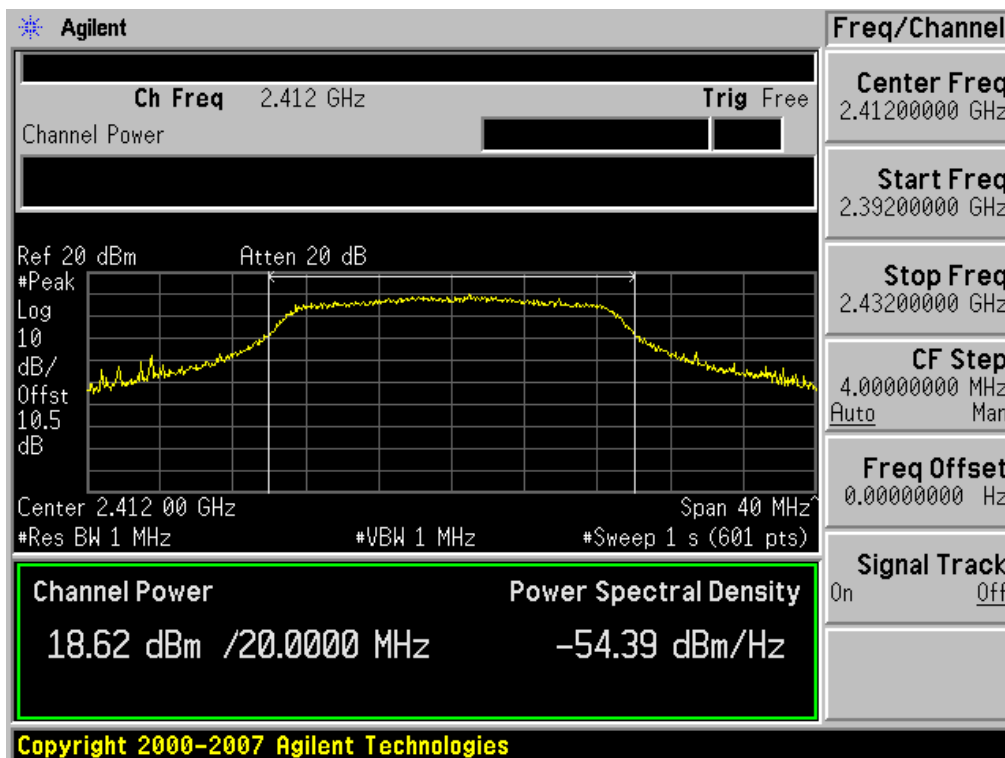 Agilent
Freq/Channel
Ch Freq 2.412 GHz Trig Free
Channel Power
Center Freq
2.41200000 GHz
Start Freq
2.39200000 GHz
Stop Freq
2.43200000 GHz
CF Step
4.00000000 MHz
Auto Man
Freq Offset
0.00000000 Hz
Signal Track
On Off
Ref 20 dBm Atten 20 dB
#Peak
Log
10
dB/
Offst
10.5
dB
Center 2.412 00 GHz Span 40 MHz^
#Res BW 1 MHz #VBW 1 MHz #Sweep 1 s (601 pts)
Channel Power Power Spectral Density
18.62 dBm /20.0000 MHz -54.39 dBm/Hz
Copyright 2000-2007 Agilent Technologies